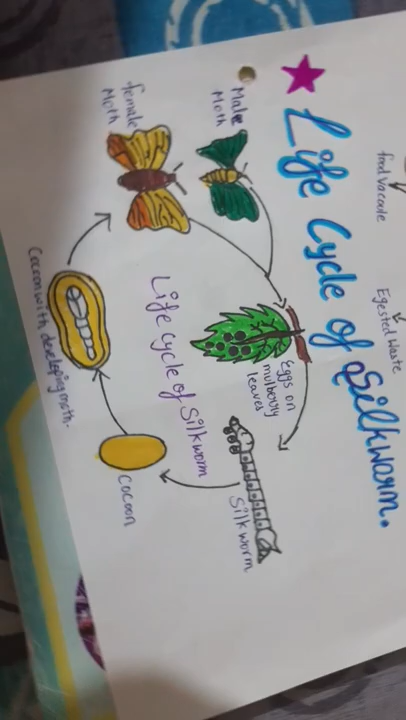 food vacoule
Egested waste
Life Cycle of Silkworm.
Male
Moth
female
Moth
Eggs on
mulberry
leaves
Life Cycle of Silkworm
Silkworm
Cocoon
Cocoon with developing moth.